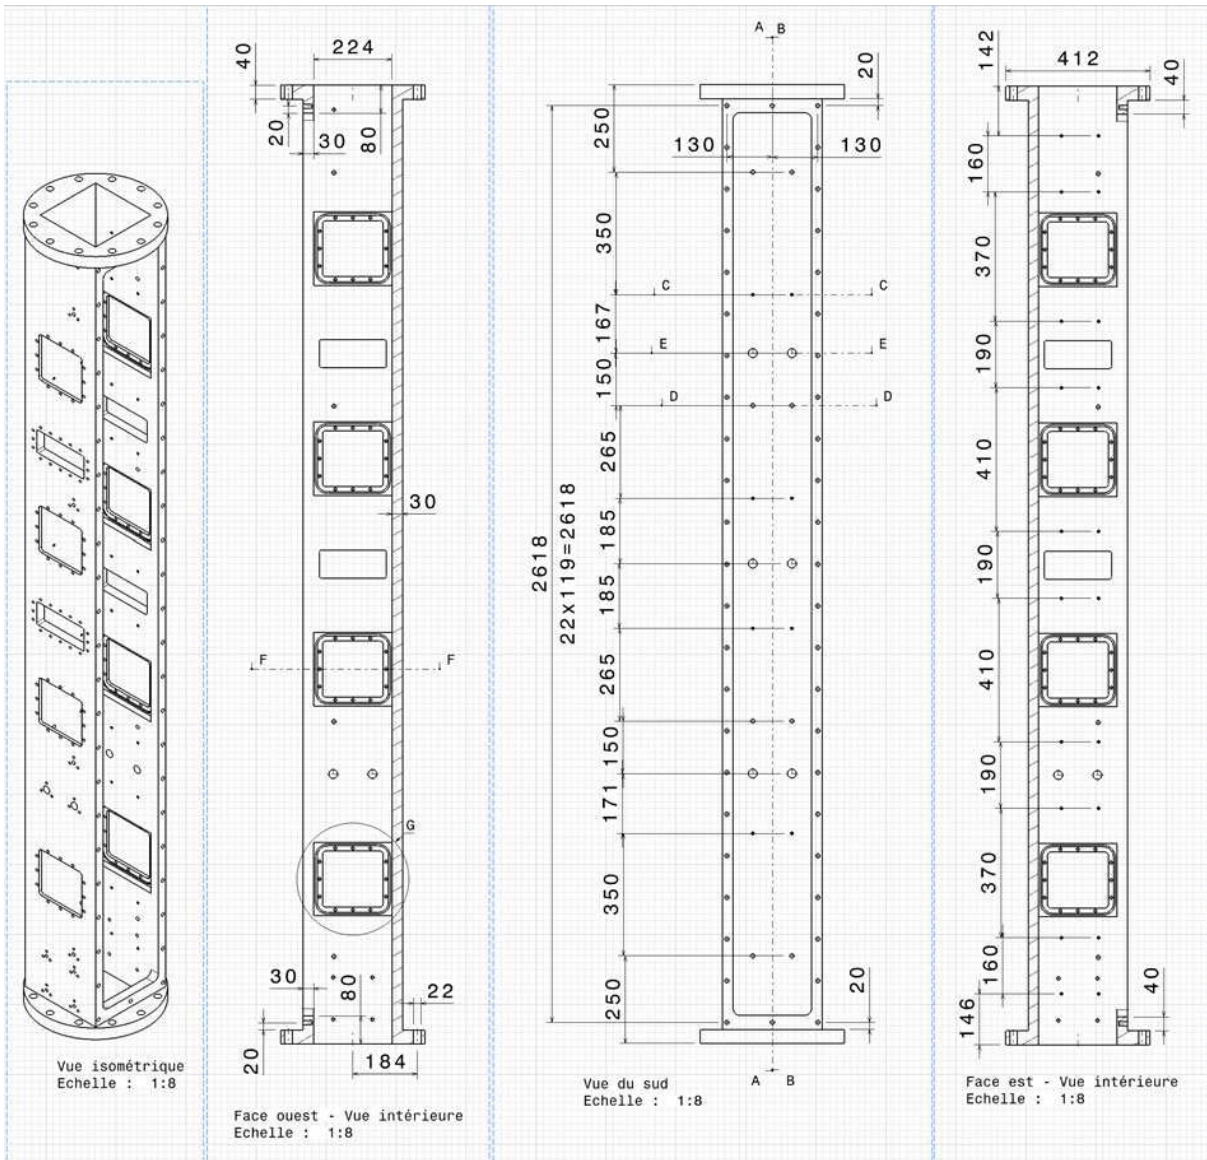 40
224
20
30
80
30
F
F
G
30
80
22
20
184
Vue isométrique
Echelle : 1:8
Face ouest - Vue intérieure
Echelle : 1:8
A B
20
250
130
130
350
C
C
167
E
E
150
D
D
265
185
2618
22x119=2618
185
265
150
171
350
250
20
A B
Vue du sud
Echelle : 1:8
142
412
40
160
370
190
410
190
410
190
370
160
146
40
Face est - Vue intérieure
Echelle : 1:8